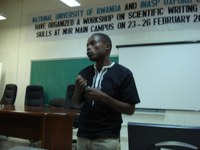 NATIONAL UNIVERSITY OF RWANDA AND INASP
HAVE ORGANIZED A WORKSHOP ON SCIENTIFIC WRITING
SKILLS AT NUR MAIN CAMPUS ON 23-26 FEBRUARY